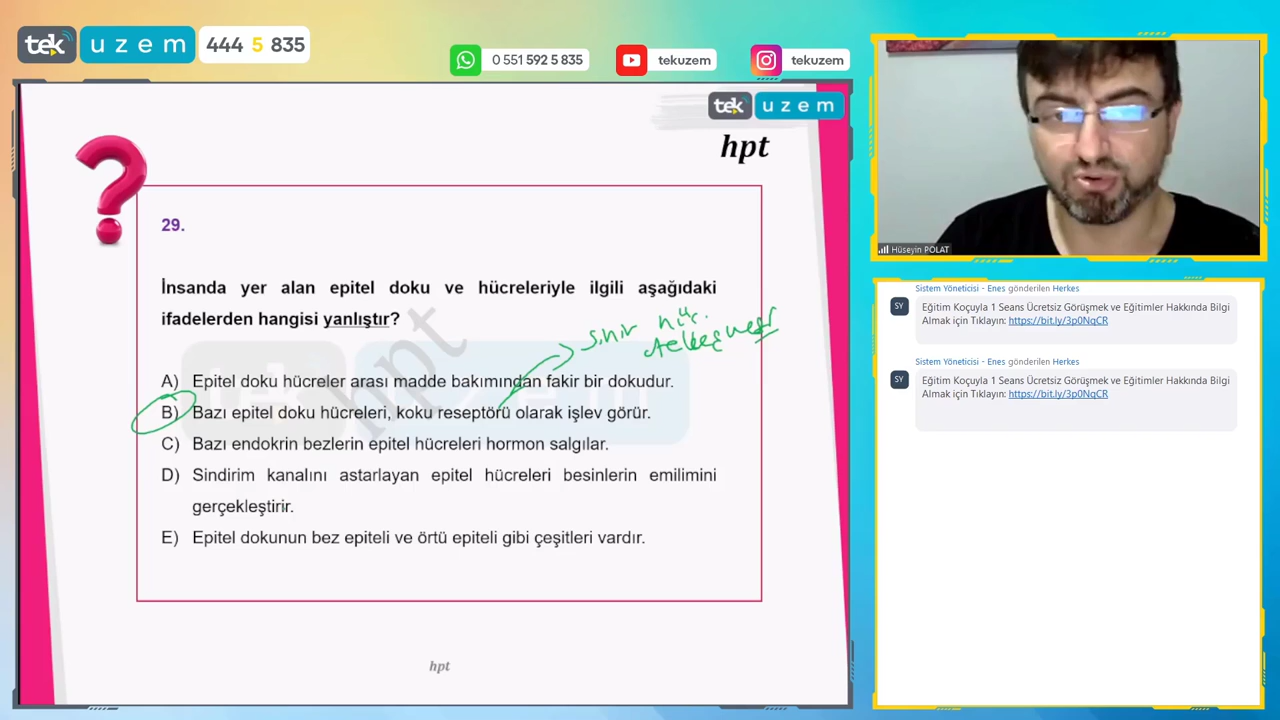 tek uzem 444 5 835
0 551 592 5 835 tekuzem tekuzem
tek uzem
hpt
29.
İnsanda yer alan epitel doku ve hücreleriyle ilgili aşağıdaki
ifadelerden hangisi yanlıştır?
sinir hüc.
A) Epitel doku hücreler arası madde bakımından fakir bir dokudur.
B) Bazı epitel doku hücreleri, koku reseptörü olarak işlev görür.
C) Bazı endokrin bezlerin epitel hücreleri hormon salgılar.
D) Sindirim kanalını astarlayan epitel hücreleri besinlerin emilimini
gerçekleştirir.
E) Epitel dokunun bez epiteli ve örtü epiteli gibi çeşitleri vardır.
hpt
hpt
tek uzem
Hüseyin POLAT
Sistem Yöneticisi - Enes gönderilen Herkes
SY
Eğitim Koçuyla 1 Seans Ücretsiz Görüşmek ve Eğitimler Hakkında Bilgi
Almak için Tıklayın: https://bit.ly/3p0NqCR
Sistem Yöneticisi - Enes gönderilen Herkes
SY
Eğitim Koçuyla 1 Seans Ücretsiz Görüşmek ve Eğitimler Hakkında Bilgi
Almak için Tıklayın: https://bit.ly/3p0NqCR